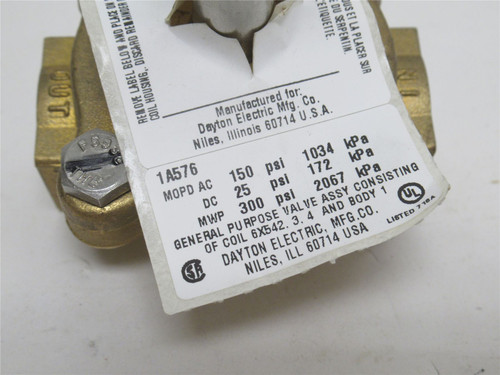 REMOVE LABEL BELOW AND PLACE
COIL HOUSING. DISCARD REMAINDER
ET LA PLACER SUR
DU SERPENTIN.
L'ETIQUETTE.
Manufactured for:
Dayton Electric Mfg. Co.
Niles, Illinois 60714 U.S.A.
1A576
MOPD AC 150 psi 1034 kPa
DC 25 psi 172 kPa
MWP 300 psi 2067 kPa
GENERAL PURPOSE VALVE ASSY CONSISTING
OF COIL 6X542, 3, 4 AND BODY 1
DAYTON ELECTRIC, MFG.CO.
NILES, ILL 60714 USA
UL
LISTED
OUT
IN